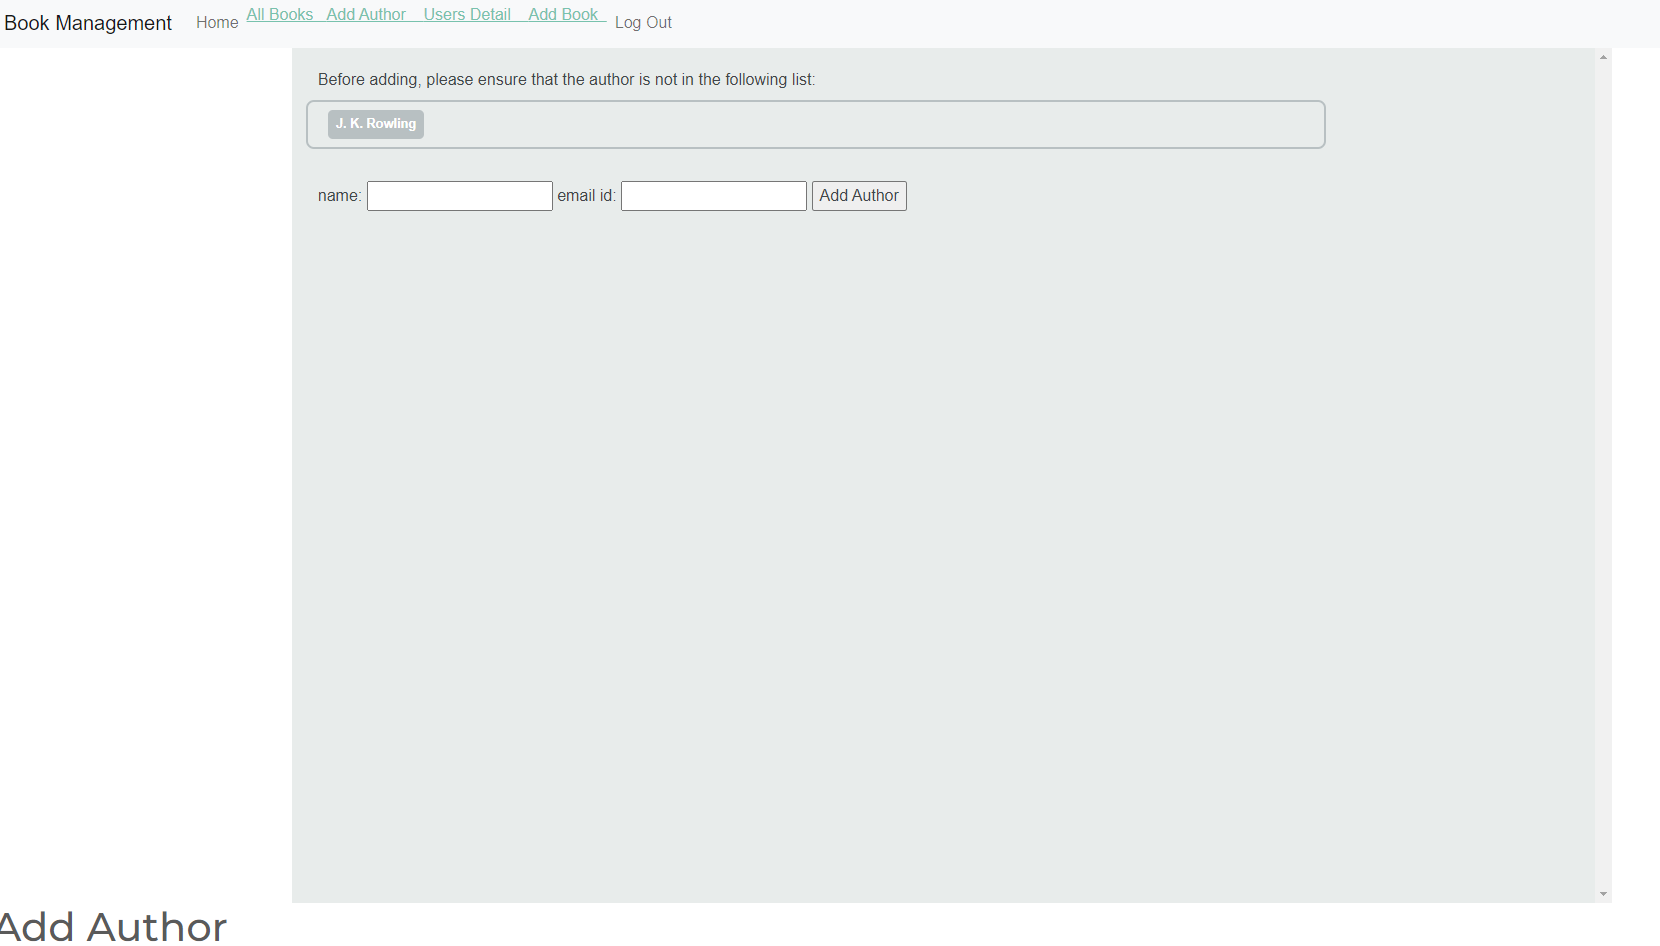 Book Management Home All Books Add Author Users Detail Add Book Log Out
Before adding, please ensure that the author is not in the following list:
J. K. Rowling
name: email id: Add Author
Add Author